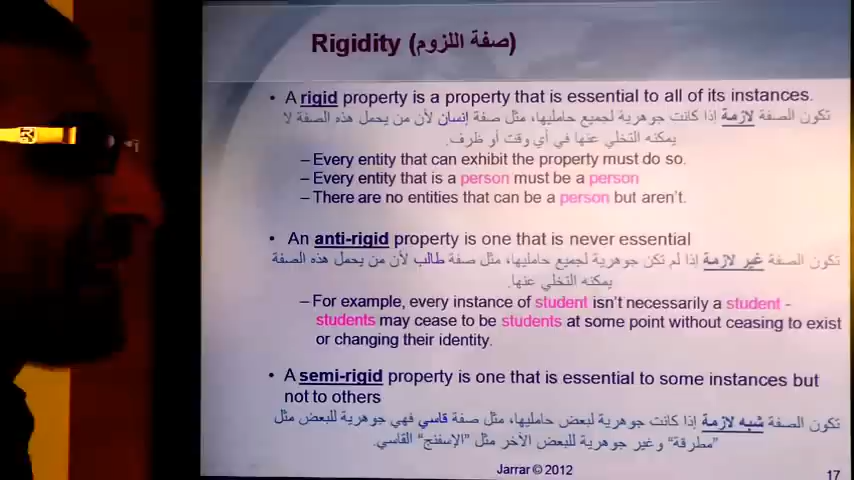 Rigidity (صفة اللزوم)
• A rigid property is a property that is essential to all of its instances.
تكون الصفة لازمة إذا كانت جوهرية لجميع حامليها، مثل صفة إنسان لأن من يحمل هذه الصفة لا
يمكنه التخلي عنها في أي وقت أو ظرف.
– Every entity that can exhibit the property must do so.
– Every entity that is a person must be a person
– There are no entities that can be a person but aren't.
• An anti-rigid property is one that is never essential
تكون الصفة غير لازمة إذا لم تكن جوهرية لجميع حامليها، مثل صفة طالب لأن من يحمل هذه الصفة
يمكنه التخلي عنها.
– For example, every instance of student isn't necessarily a student -
students may cease to be students at some point without ceasing to exist
or changing their identity.
• A semi-rigid property is one that is essential to some instances but
not to others
تكون الصفة شبه لازمة إذا كانت جوهرية لبعض حامليها، مثل صفة قاسي فهي جوهرية للبعض مثل
"مطرقة" وغير جوهرية للبعض الآخر مثل "الإسفنج" القاسي.
Jarrar © 2012
17